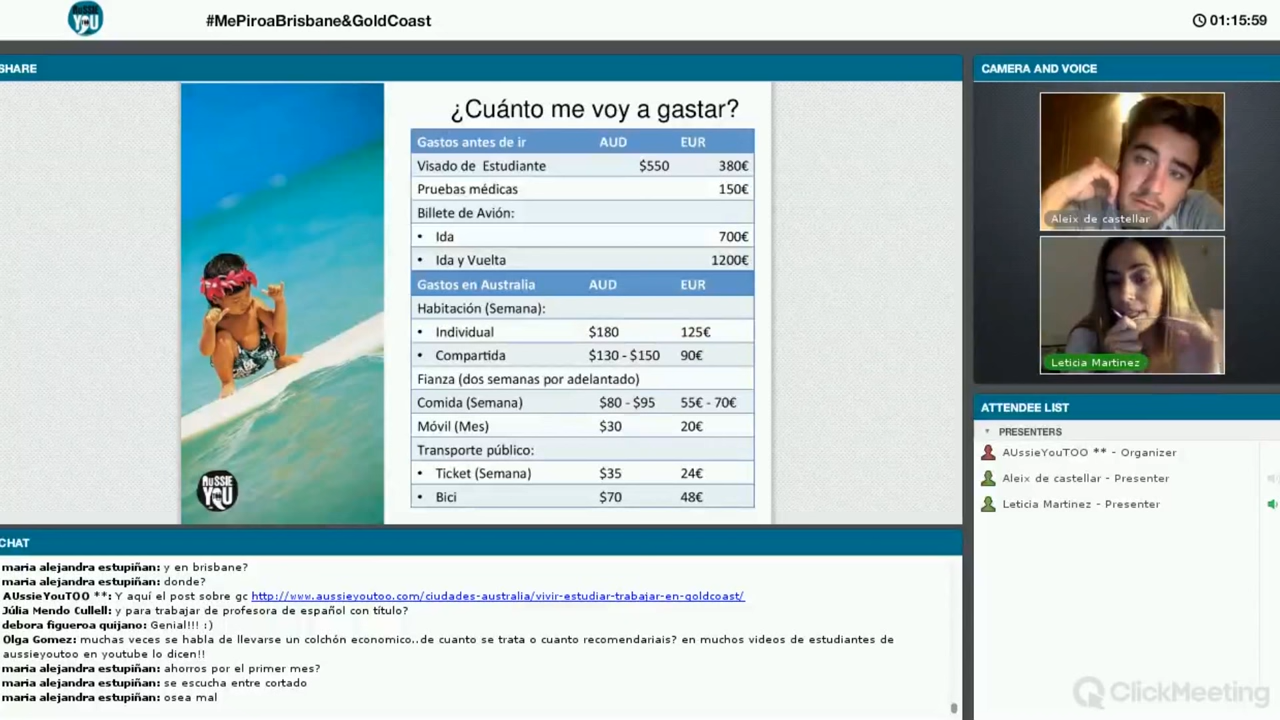 AUSSIE
YOU
#MePiroaBrisbane&GoldCoast
01:15:59
SHARE
¿Cuánto me voy a gastar?
Gastos antes de ir AUD EUR
Visado de Estudiante $550 380€
Pruebas médicas 150€
Billete de Avión:
• Ida 700€
• Ida y Vuelta 1200€
Gastos en Australia AUD EUR
Habitación (Semana):
• Individual $180 125€
• Compartida $130 - $150 90€
Fianza (dos semanas por adelantado)
Comida (Semana) $80 - $95 55€ - 70€
Móvil (Mes) $30 20€
Transporte público:
• Ticket (Semana) $35 24€
• Bici $70 48€
AUSSIE
YOU
CAMERA AND VOICE
Aleix de castellar
Leticia Martinez
ATTENDEE LIST
PRESENTERS
AUssieYouTOO ** - Organizer
Aleix de castellar - Presenter
Leticia Martinez - Presenter
CHAT
maria alejandra estupiñan: y en brisbane?
maria alejandra estupiñan: donde?
AUssieYouTOO **: Y aquí el post sobre gc http://www.aussieyoutoo.com/ciudades-australia/vivir-estudiar-trabajar-en-goldcoast/
Júlia Mendo Cullell: y para trabajar de profesora de español con título?
debora figueroa quijano: Genial!!! :)
Olga Gomez: muchas veces se habla de llevarse un colchón economico..de cuanto se trata o cuanto recomendariais? en muchos videos de estudiantes de
aussieyoutoo en youtube lo dicen!!
maria alejandra estupiñan: ahorros por el primer mes?
maria alejandra estupiñan: se escucha entre cortado
maria alejandra estupiñan: osea mal
ClickMeeting